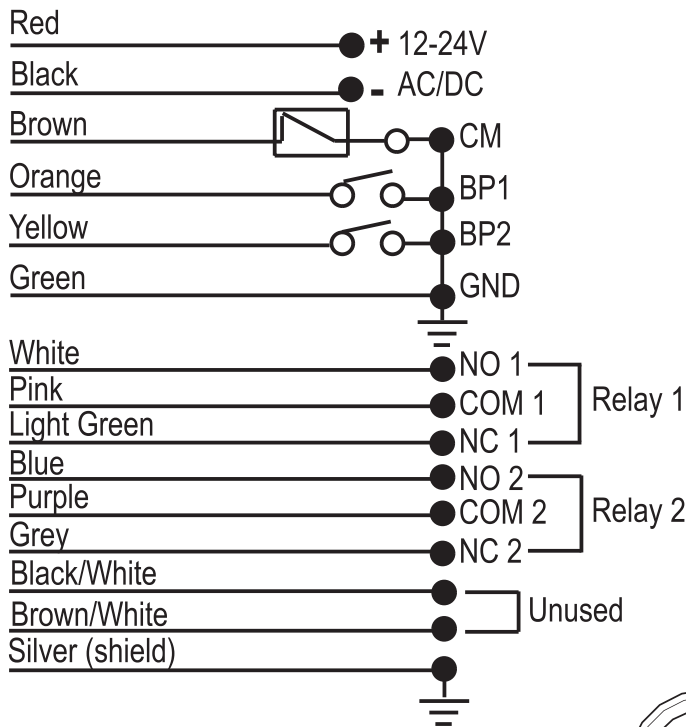 Red
+ 12-24V
Black
- AC/DC
Brown
CM
Orange
BP1
Yellow
BP2
Green
GND
White
NO 1
Pink
COM 1
Relay 1
Light Green
NC 1
Blue
NO 2
Purple
COM 2
Relay 2
Grey
NC 2
Black/White
Brown/White
Unused
Silver (shield)